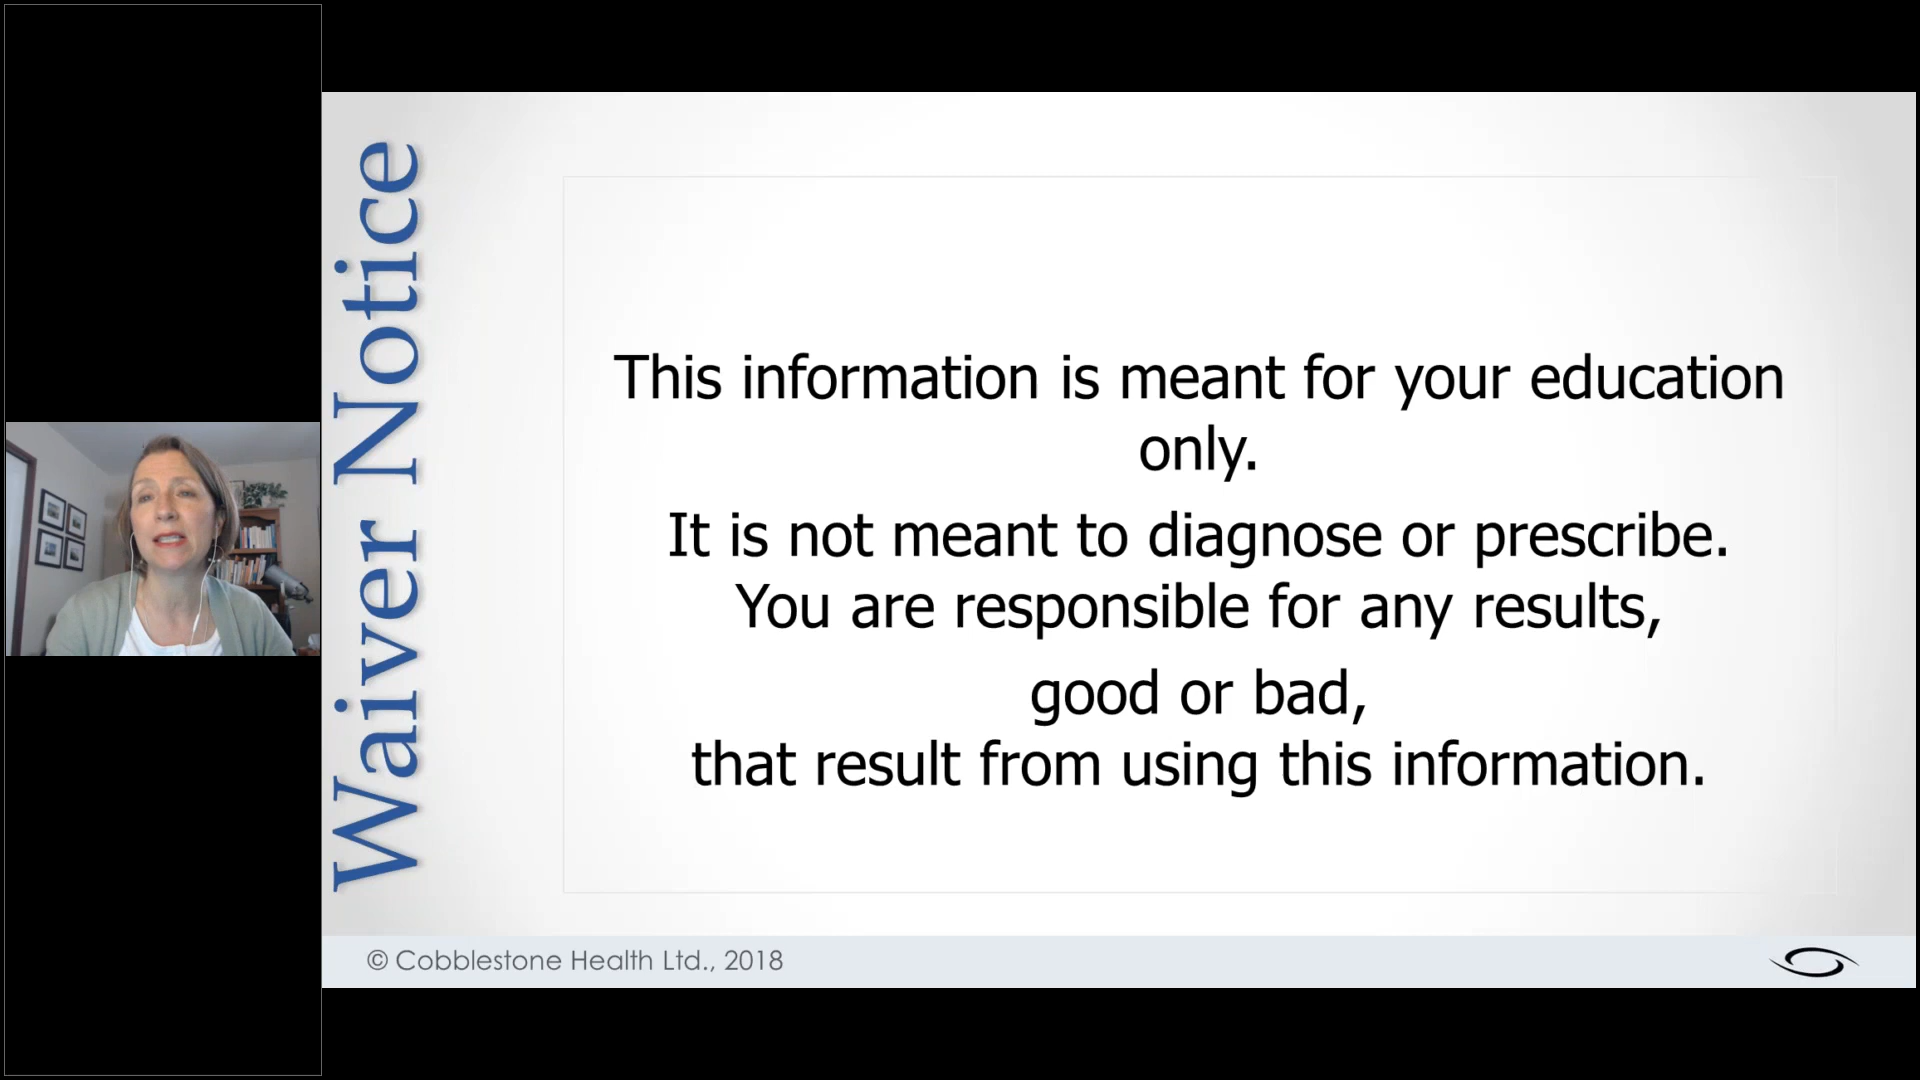 Waiver Notice
This information is meant for your education
only.
It is not meant to diagnose or prescribe.
You are responsible for any results,
good or bad,
that result from using this information.
© Cobblestone Health Ltd., 2018